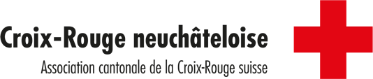 Croix-Rouge neuchâteloise
Association cantonale de la Croix-Rouge suisse